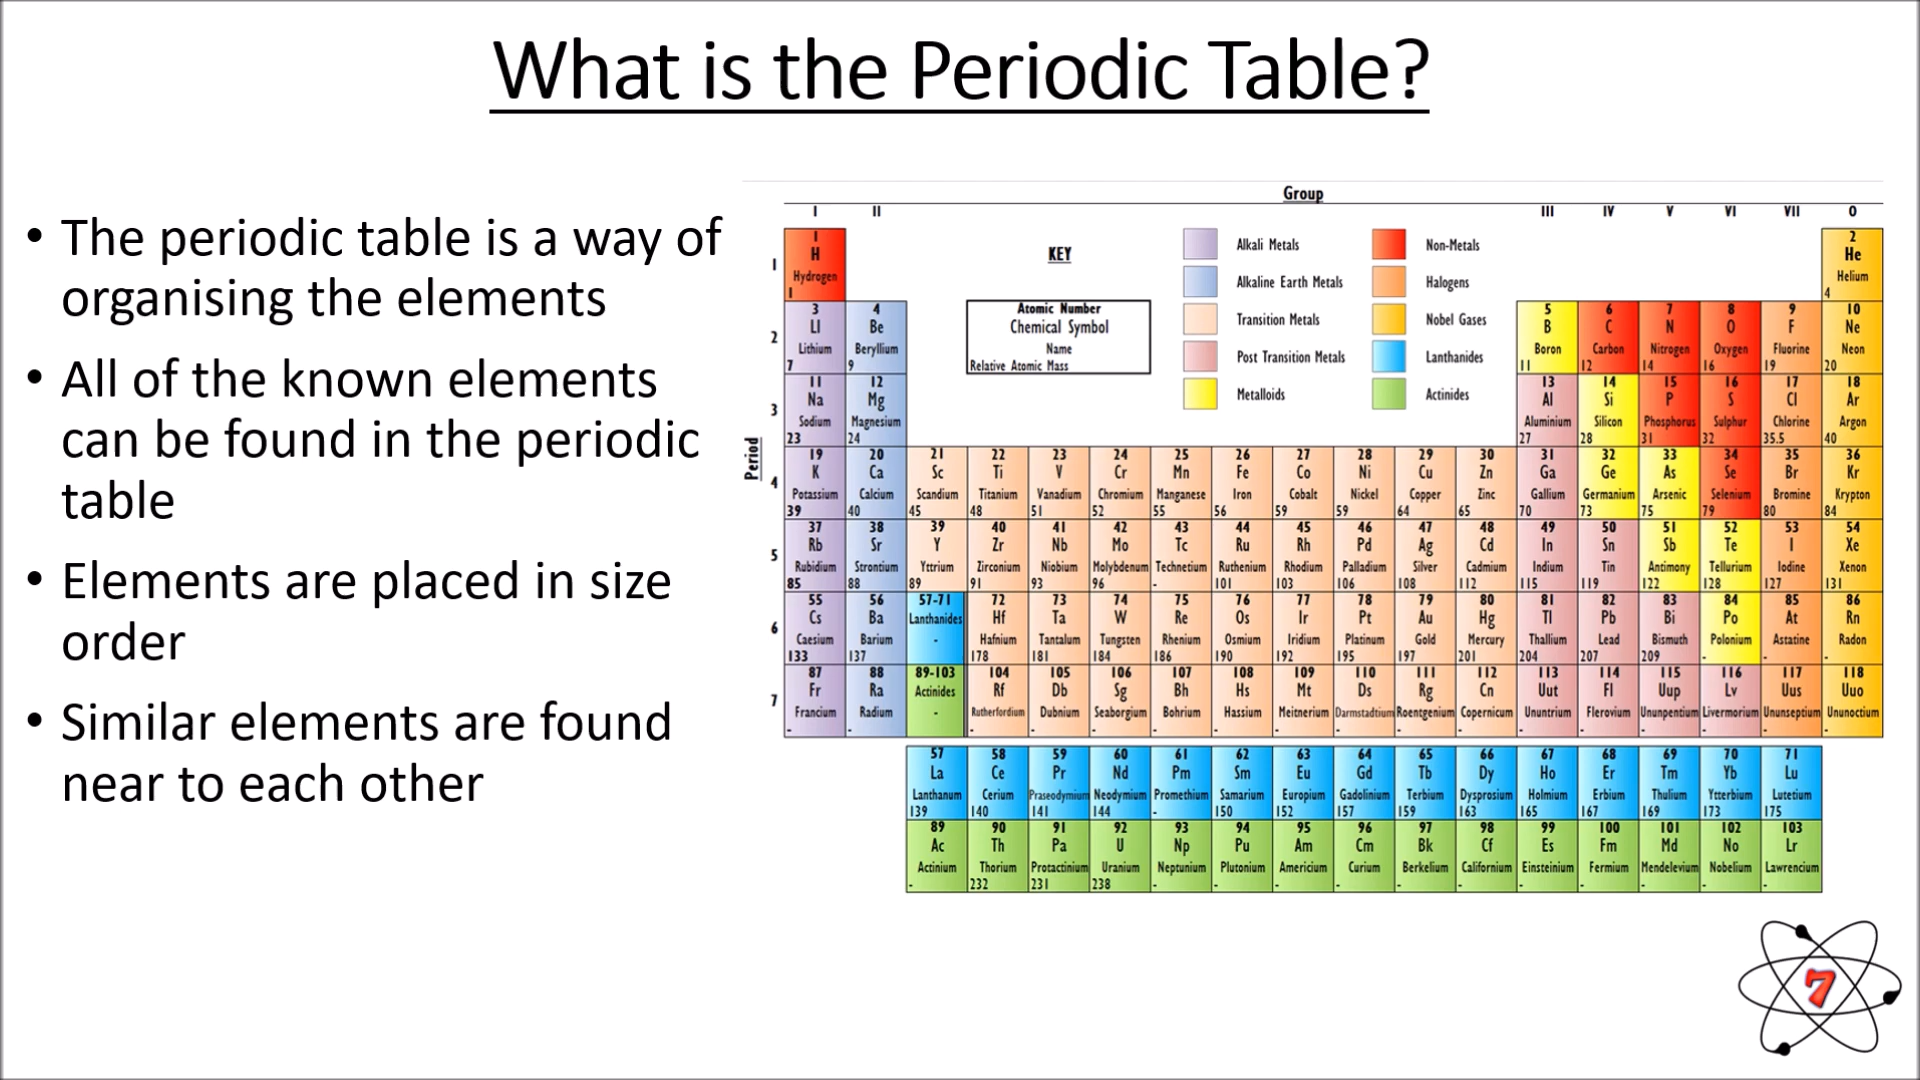 What is the Periodic Table?
• The periodic table is a way of
organising the elements
• All of the known elements
can be found in the periodic
table
• Elements are placed in size
order
• Similar elements are found
near to each other
Group
I II III IV V VI VII 0
KEY
Atomic Number
Chemical Symbol
Name
Relative Atomic Mass
Alkali Metals
Alkaline Earth Metals
Transition Metals
Post Transition Metals
Metalloids
Non-Metals
Halogens
Nobel Gases
Lanthanides
Actinides
Period
1
1 2
H He
Hydrogen Helium
1 4
2
3 4 5 6 7 8 9 10
LI Be B C N O F Ne
Lithium Beryllium Boron Carbon Nitrogen Oxygen Fluorine Neon
7 9 11 12 14 16 19 20
3
11 12 13 14 15 16 17 18
Na Mg Al Si P S Cl Ar
Sodium Magnesium Aluminium Silicon Phosphorus Sulphur Chlorine Argon
23 24 27 28 31 32 35.5 40
4
19 20 21 22 23 24 25 26 27 28 29 30 31 32 33 34 35 36
K Ca Sc Ti V Cr Mn Fe Co Ni Cu Zn Ga Ge As Se Br Kr
Potassium Calcium Scandium Titanium Vanadium Chromium Manganese Iron Cobalt Nickel Copper Zinc Gallium Germanium Arsenic Selenium Bromine Krypton
39 40 45 48 51 52 55 56 59 59 64 65 70 73 75 79 80 84
5
37 38 39 40 41 42 43 44 45 46 47 48 49 50 51 52 53 54
Rb Sr Y Zr Nb Mo Tc Ru Rh Pd Ag Cd In Sn Sb Te I Xe
Rubidium Strontium Yttrium Zirconium Niobium Molybdenum Technetium Ruthenium Rhodium Palladium Silver Cadmium Indium Tin Antimony Tellurium Iodine Xenon
85 88 89 91 93 96 - 101 103 106 108 112 115 119 122 128 127 131
6
55 56 57-71 72 73 74 75 76 77 78 79 80 81 82 83 84 85 86
Cs Ba Lanthanides Hf Ta W Re Os Ir Pt Au Hg Tl Pb Bi Po At Rn
Caesium Barium - Hafnium Tantalum Tungsten Rhenium Osmium Iridium Platinum Gold Mercury Thallium Lead Bismuth Polonium Astatine Radon
133 137 178 181 184 186 190 192 195 197 201 204 207 209 - - -
7
87 88 89-103 104 105 106 107 108 109 110 111 112 113 114 115 116 117 118
Fr Ra Actinides Rf Db Sg Bh Hs Mt Ds Rg Cn Uut Fl Uup Lv Uus Uuo
Francium Radium - Rutherfordium Dubnium Seaborgium Bohrium Hassium Meitnerium Darmstadtium Roentgenium Copernicum Ununtrium Flerovium Ununpentium Livermorium Ununseptium Ununoctium
- - - - - - - - - - - - - - - - -
57 58 59 60 61 62 63 64 65 66 67 68 69 70 71
La Ce Pr Nd Pm Sm Eu Gd Tb Dy Ho Er Tm Yb Lu
Lanthanum Cerium Praseodymium Neodymium Promethium Samarium Europium Gadolinium Terbium Dysprosium Holmium Erbium Thulium Ytterbium Lutetium
139 140 141 144 - 150 152 157 159 163 165 167 169 173 175
89 90 91 92 93 94 95 96 97 98 99 100 101 102 103
Ac Th Pa U Np Pu Am Cm Bk Cf Es Fm Md No Lr
Actinium Thorium Protactinium Uranium Neptunium Plutonium Americium Curium Berkelium Californium Einsteinium Fermium Mendelevium Nobelium Lawrencium
- 232 231 238 - - - - - - - - - - -
7